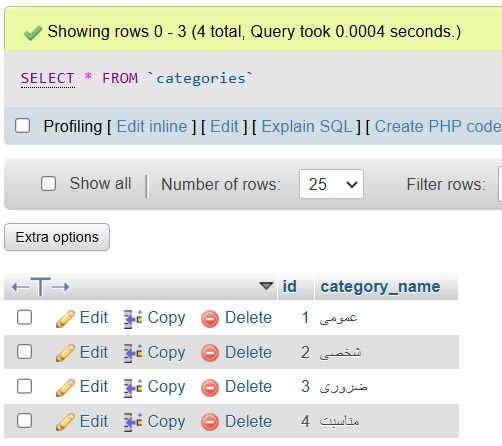 Showing rows 0 - 3 (4 total, Query took 0.0004 seconds.)
SELECT * FROM `categories`
Profiling [ Edit inline ] [ Edit ] [ Explain SQL ] [ Create PHP code
Show all Number of rows: 25 Filter rows:
Extra options
id category_name
Edit Copy Delete 1 عمومی
Edit Copy Delete 2 شخصی
Edit Copy Delete 3 ضروری
Edit Copy Delete 4 مناسبت